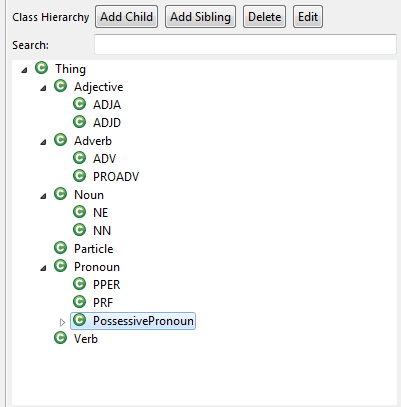 Class Hierarchy Add Child Add Sibling Delete Edit
Search:
C Thing
C Adjective
C ADJA
C ADJD
C Adverb
C ADV
C PROADV
C Noun
C NE
C NN
C Particle
C Pronoun
C PPER
C PRF
C PossessivePronoun
C Verb